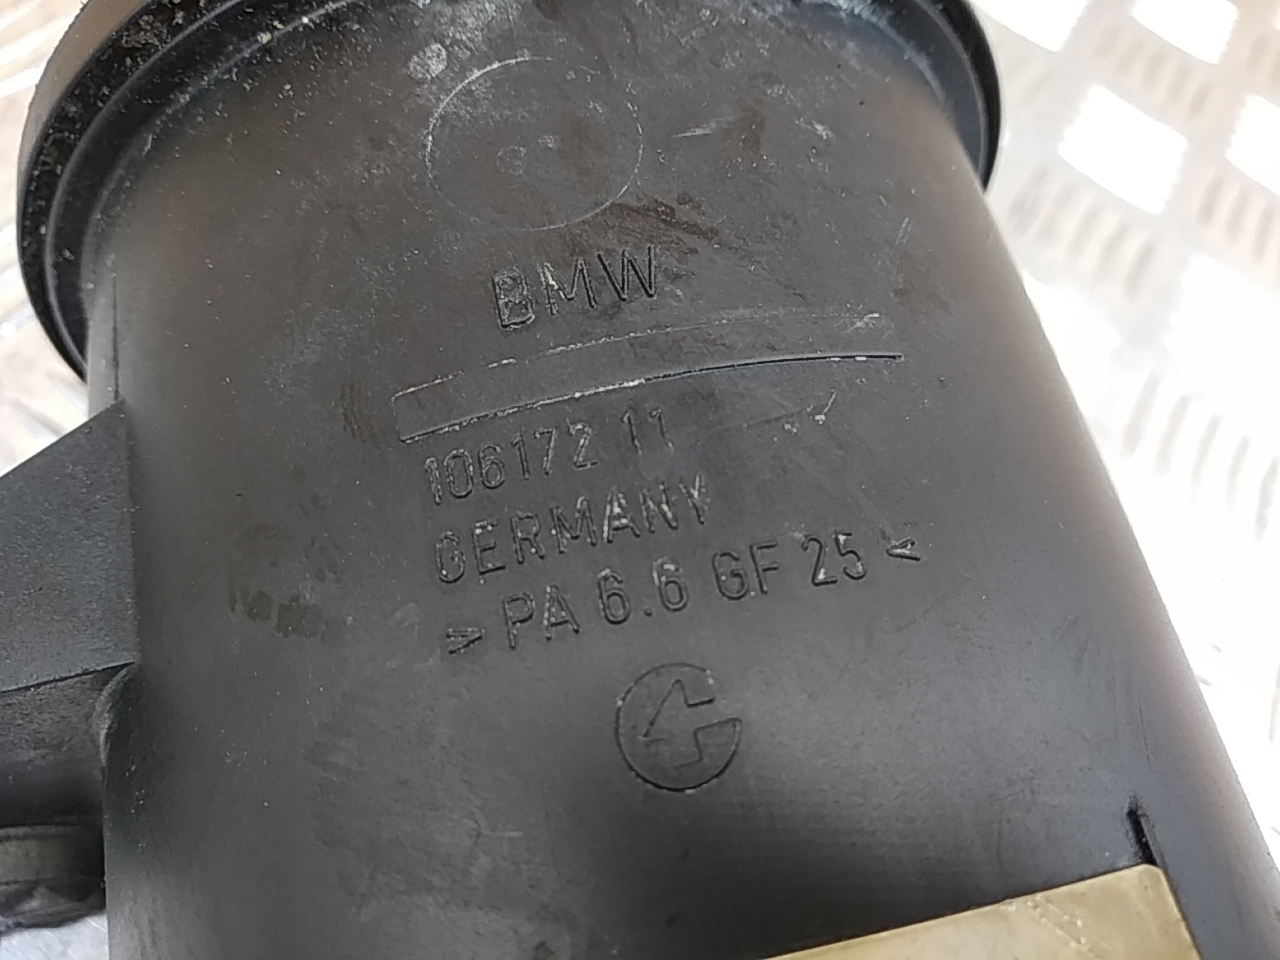 BMW
106172 11
GERMANY
> PA 6.6 GF 25 <